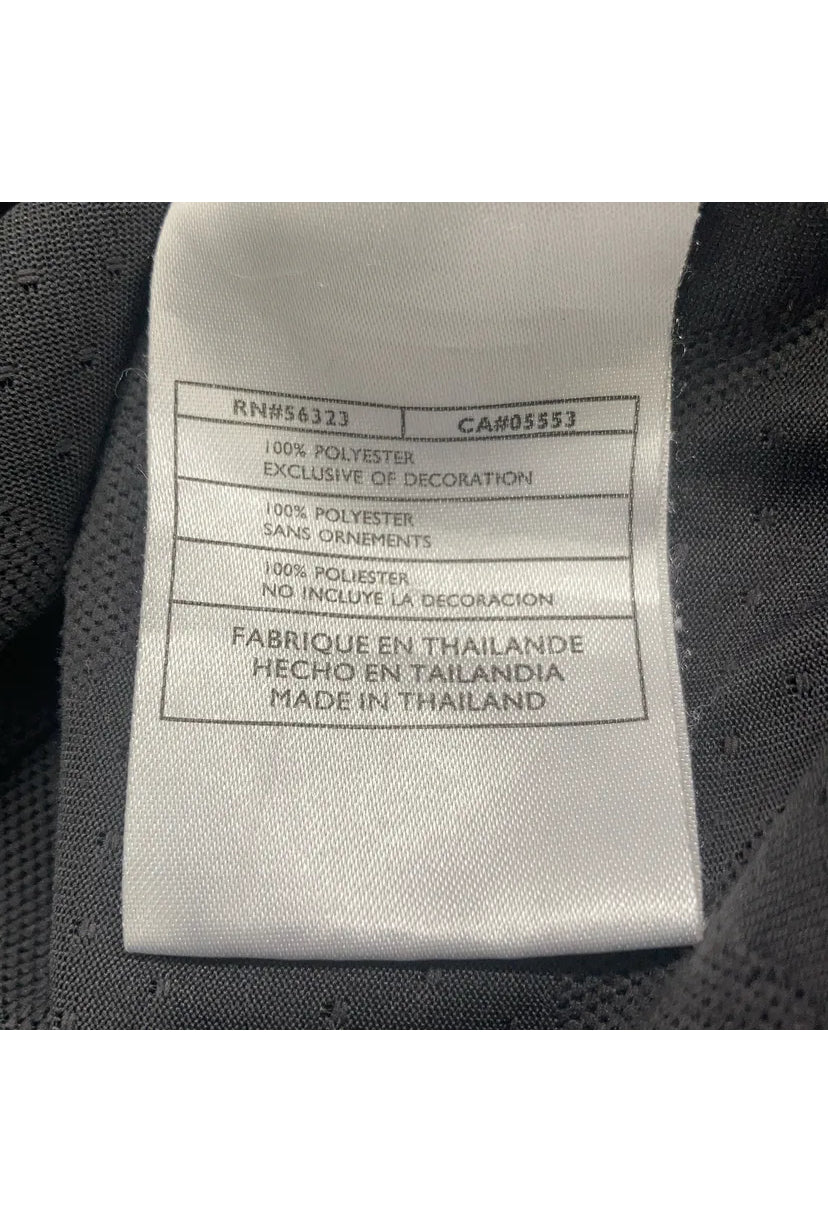 RN#56323 CA#05553
100% POLYESTER
EXCLUSIVE OF DECORATION
100% POLYESTER
SANS ORNEMENTS
100% POLIESTER
NO INCLUYE LA DECORACION
FABRIQUE EN THAILANDE
HECHO EN TAILANDIA
MADE IN THAILAND